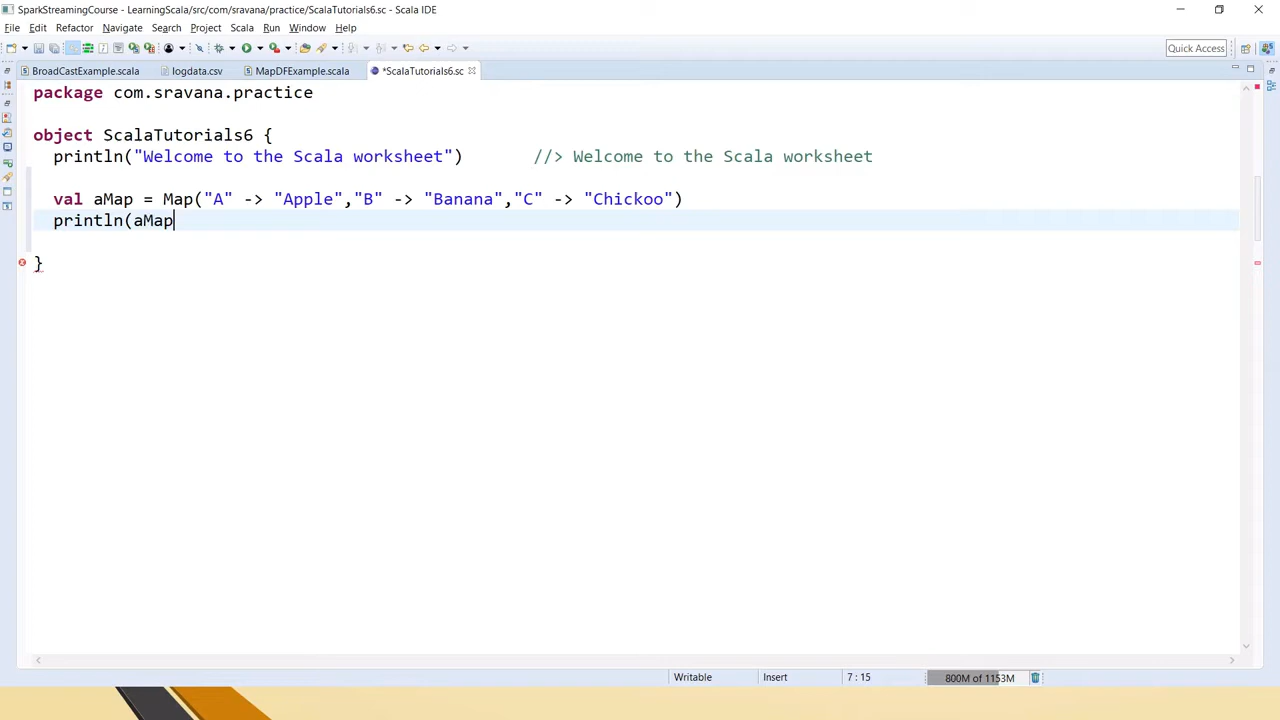 SparkStreamingCourse - LearningScala/src/com/sravana/practice/ScalaTutorials6.sc - Scala IDE
File Edit Refactor Navigate Search Project Scala Run Window Help
Quick Access
BroadCastExample.scala logdata.csv MapDFExample.scala *ScalaTutorials6.sc
package com.sravana.practice
object ScalaTutorials6 {
println("Welcome to the Scala worksheet") //> Welcome to the Scala worksheet
val aMap = Map("A" -> "Apple","B" -> "Banana","C" -> "Chickoo")
println(aMap
}
Writable Insert 7 : 15 800M of 1153M